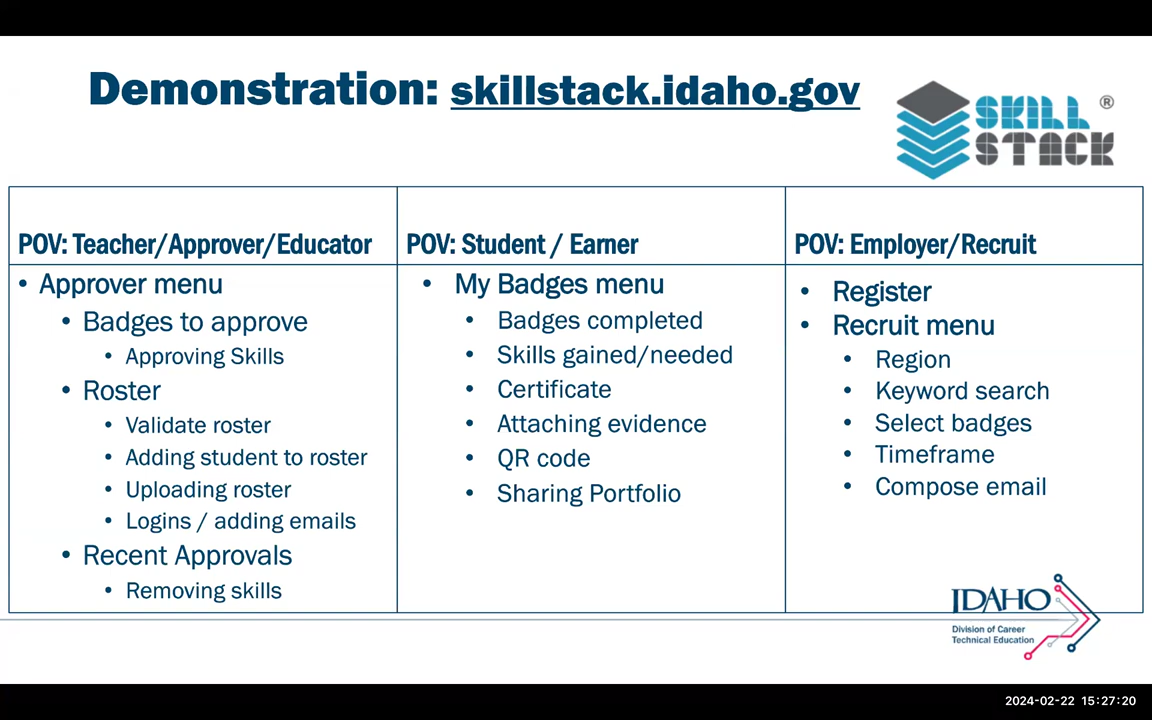 Demonstration: skillstack.idaho.gov
SKILL ®
STACK
POV: Teacher/Approver/Educator
• Approver menu
• Badges to approve
• Approving Skills
• Roster
• Validate roster
• Adding student to roster
• Uploading roster
• Logins / adding emails
• Recent Approvals
• Removing skills
POV: Student / Earner
• My Badges menu
• Badges completed
• Skills gained/needed
• Certificate
• Attaching evidence
• QR code
• Sharing Portfolio
POV: Employer/Recruit
• Register
• Recruit menu
• Region
• Keyword search
• Select badges
• Timeframe
• Compose email
IDAHO
Division of Career
Technical Education
2024-02-22 15:27:20